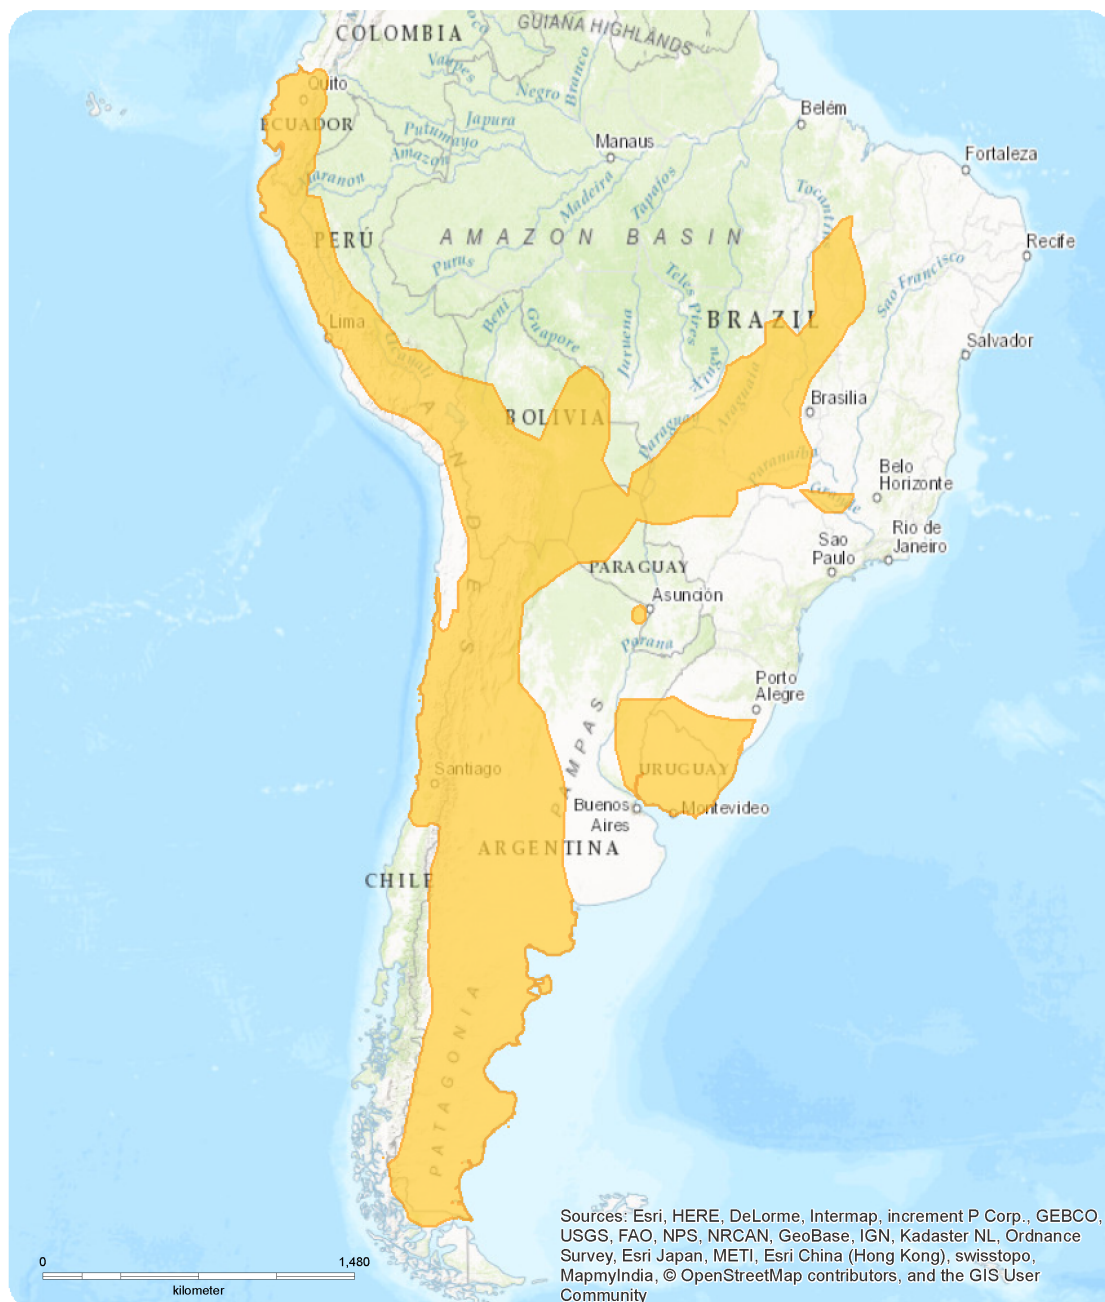 COLOMBIA
GUIANA HIGHLANDS
Vaupes
Negro
Branco
Quito
ECUADOR
Putumayo
Japura
Amazon
Maranon
Manaus
Belém
Fortaleza
Madeira
Tapajos
Tocantins
PERÚ
AMAZON BASIN
Purus
Recife
Sao Francisco
Beni
Guapore
Juruena
Teles Pires
Xingu
BRAZIL
Lima
Ucayali
Salvador
Araguaia
Brasilia
BOLIVIA
Paraguay
Paranaiba
ANDES
Belo
Horizonte
Grande
Rio de
Janeiro
Sao
Paulo
PARAGUAY
Asunción
Parana
Porto
Alegre
PAMPAS
Santiago
URUGUAY
Buenos
Aires
Montevideo
ARGENTINA
CHILE
PATAGONIA
Sources: Esri, HERE, DeLorme, Intermap, increment P Corp., GEBCO,
USGS, FAO, NPS, NRCAN, GeoBase, IGN, Kadaster NL, Ordnance
Survey, Esri Japan, METI, Esri China (Hong Kong), swisstopo,
MapmyIndia, © OpenStreetMap contributors, and the GIS User
Community
0 1,480
kilometer